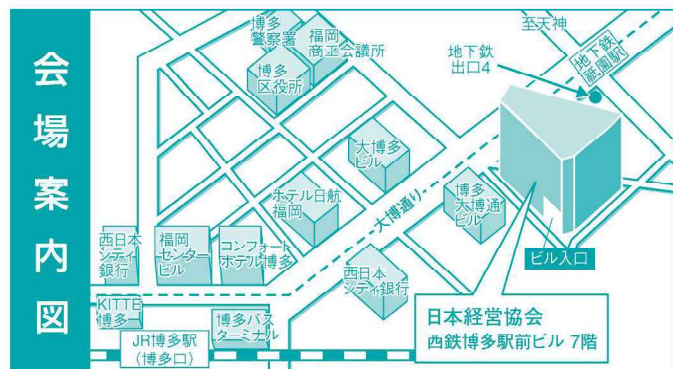 会場案内図
博多
警察署
福岡
商工会議所
博多
区役所
至天神
地下鉄
出口4
地下鉄
祇園駅
大博多
ビル
ホテル日航
福岡
大博通り
博多
大博通
ビル
西日本
シティ
銀行
福岡
センター
ビル
コンフォート
ホテル博多
西日本
シティ銀行
ビル入口
KITTE
博多
博多バス
ターミナル
JR博多駅
(博多口)
日本経営協会
西鉄博多駅前ビル 7階